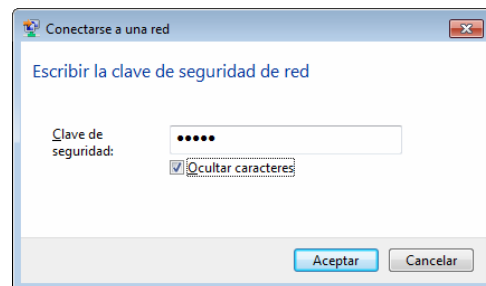 Conectarse a una red
Escribir la clave de seguridad de red
Clave de
seguridad:
•••••
Ocultar caracteres
Aceptar
Cancelar